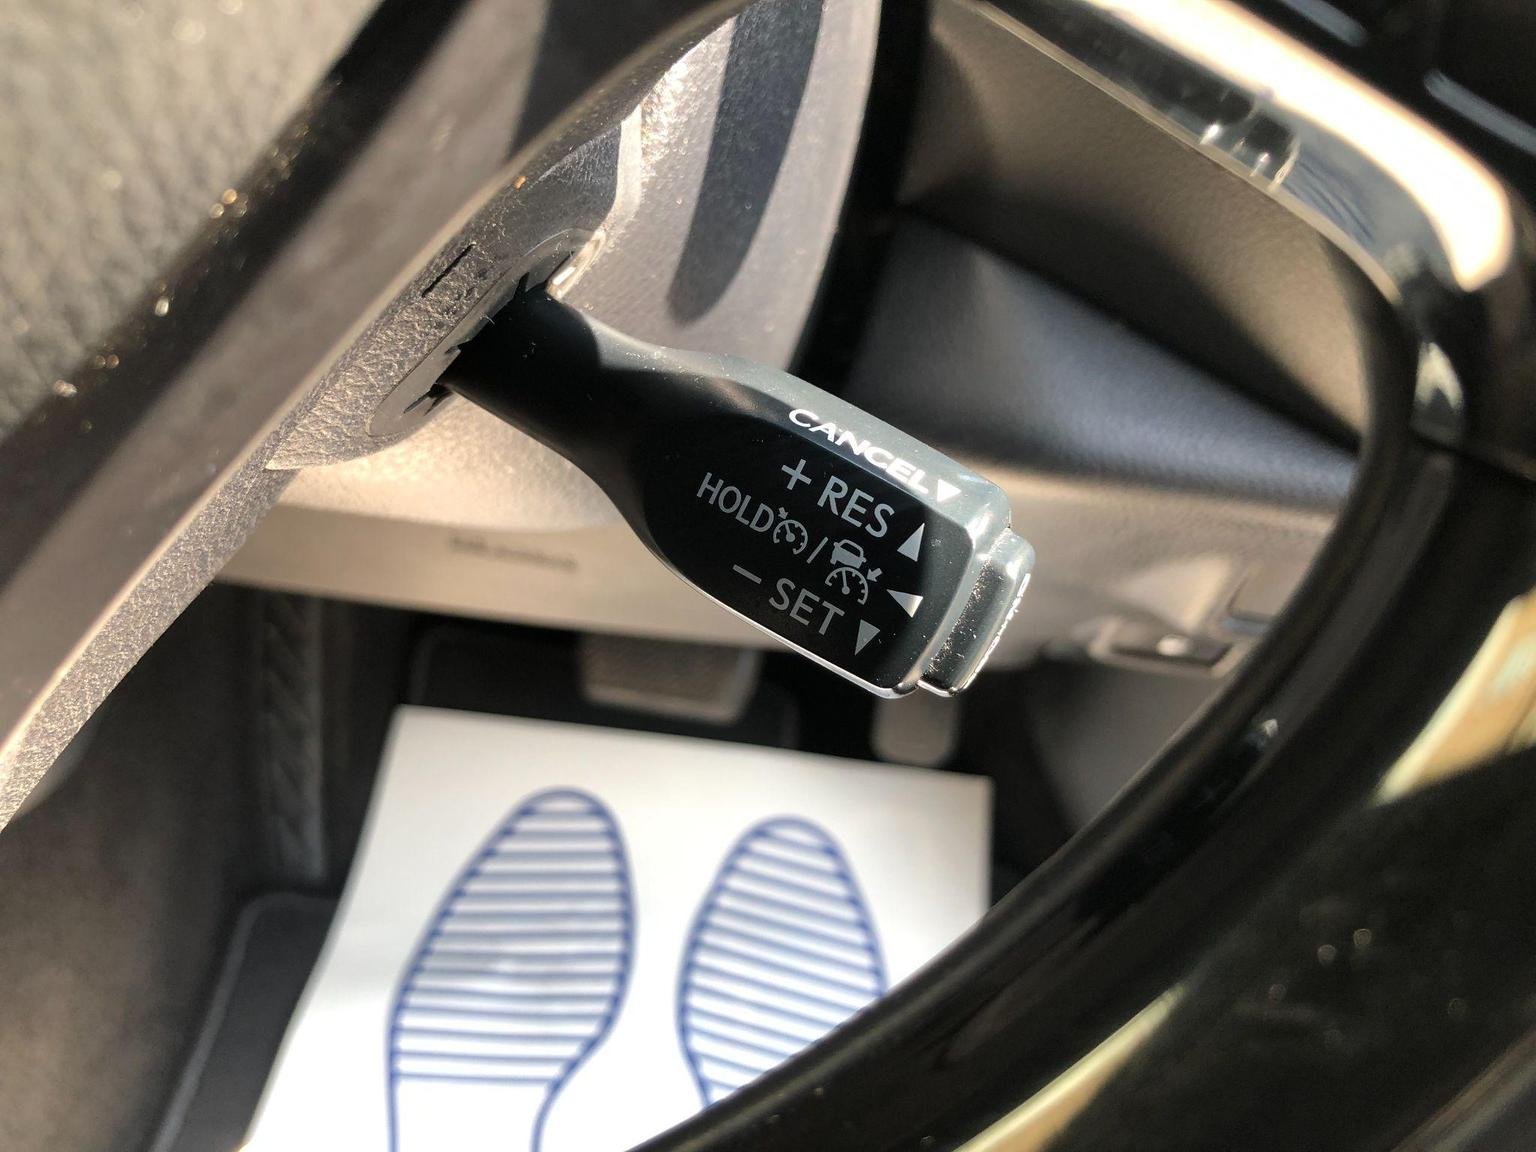 CANCEL▼
+ RES ▲
HOLD / ◀
− SET ▼